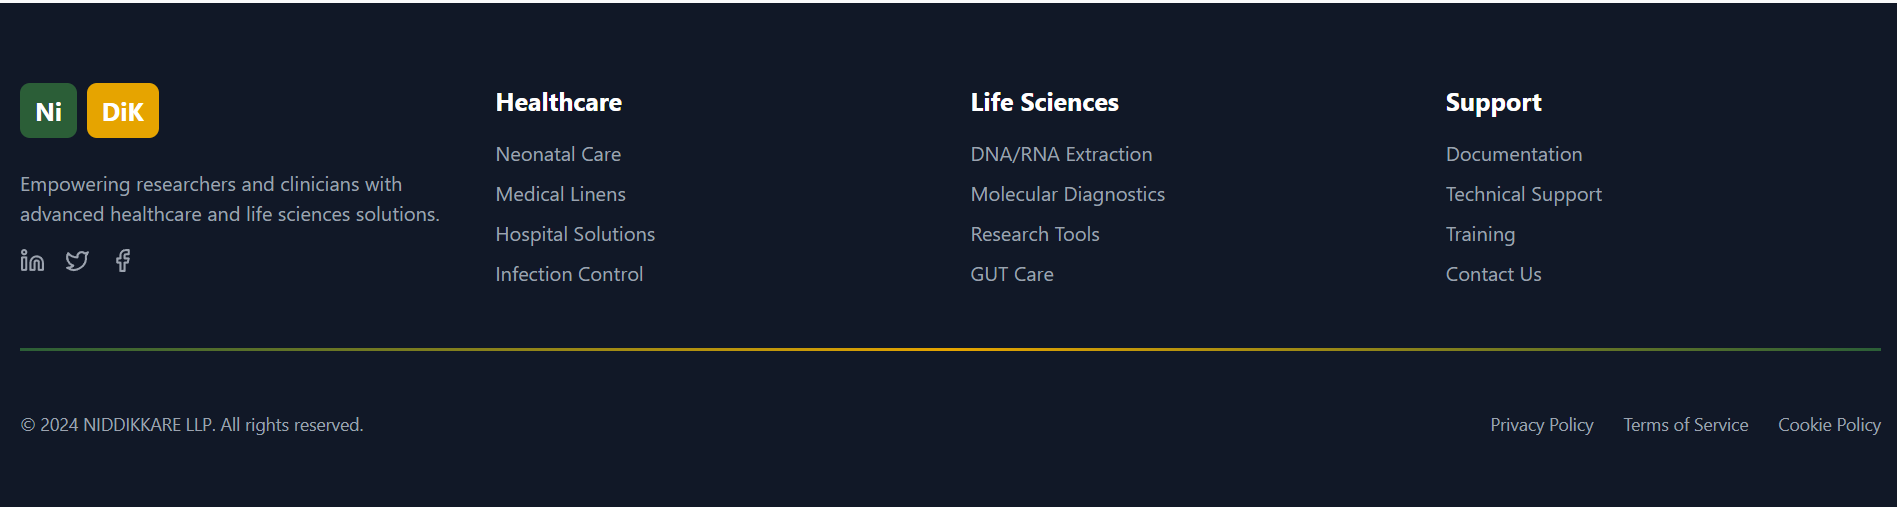 Ni DiK
Empowering researchers and clinicians with
advanced healthcare and life sciences solutions.
Healthcare
Neonatal Care
Medical Linens
Hospital Solutions
Infection Control
Life Sciences
DNA/RNA Extraction
Molecular Diagnostics
Research Tools
GUT Care
Support
Documentation
Technical Support
Training
Contact Us
© 2024 NIDDIKKARE LLP. All rights reserved.
Privacy Policy Terms of Service Cookie Policy